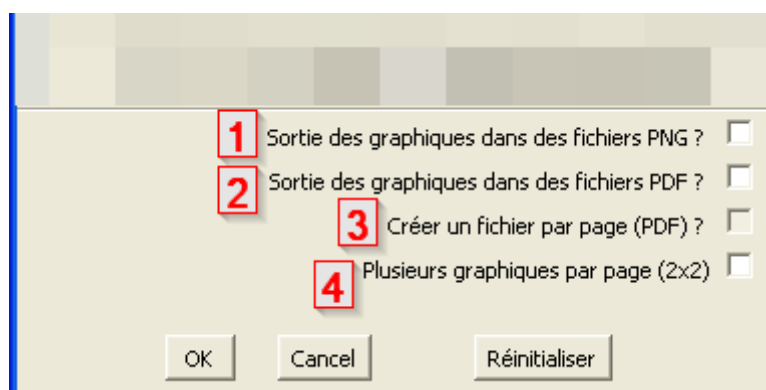 1 Sortie des graphiques dans des fichiers PNG ?
2 Sortie des graphiques dans des fichiers PDF ?
3 Créer un fichier par page (PDF) ?
4 Plusieurs graphiques par page (2x2)
OK Cancel Réinitialiser